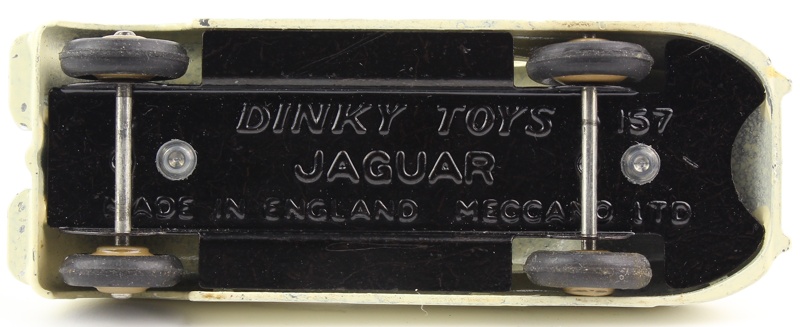 DINKY TOYS 157
JAGUAR
MADE IN ENGLAND MECCANO LTD